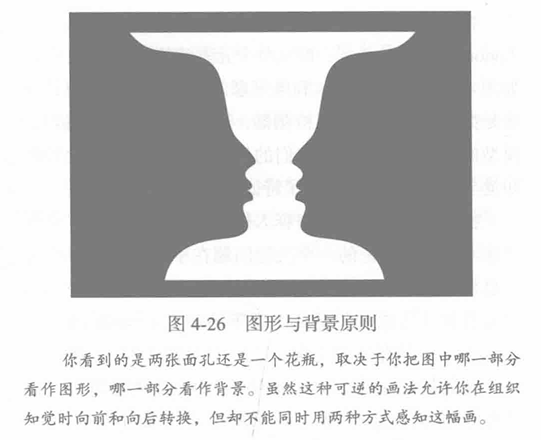 图 4-26 图形与背景原则
你看到的是两张面孔还是一个花瓶，取决于你把图中哪一部分
看作图形，哪一部分看作背景。虽然这种可逆的画法允许你在组织
知觉时向前和向后转换，但却不能同时用两种方式感知这幅画。